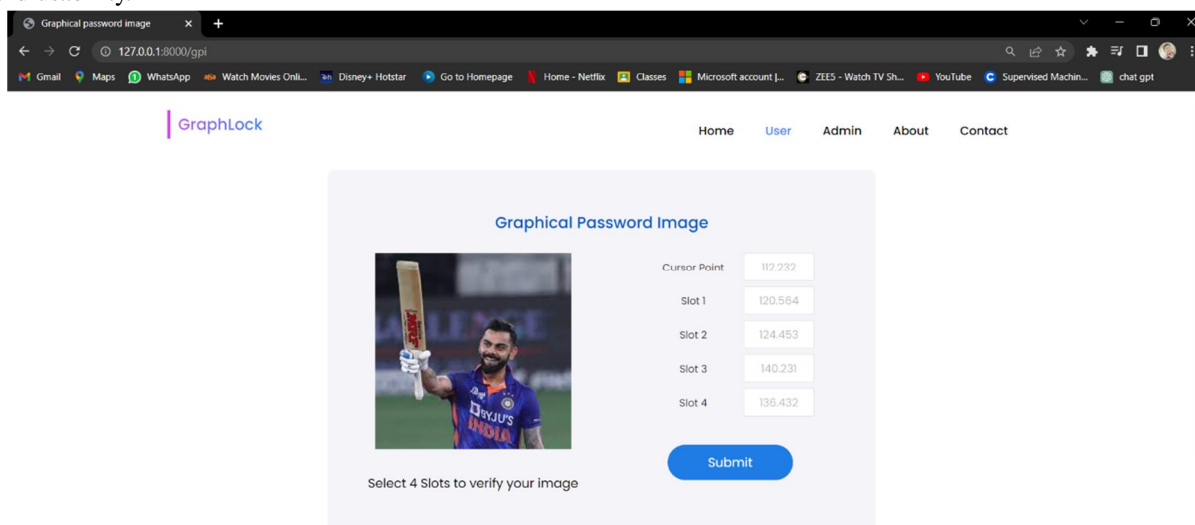 Graphical password image
127.0.0.1:8000/gpi
Gmail Maps WhatsApp Watch Movies Onli... Disney+ Hotstar Go to Homepage Home - Netflix Classes Microsoft account |... ZEE5 - Watch TV Sh... YouTube Supervised Machin... chat gpt
GraphLock
Home User Admin About Contact
Graphical Password Image
Cursor Point 112.232
Slot 1 120.564
Slot 2 124.453
Slot 3 140.231
Slot 4 136.432
MRF
BYJU'S
INDIA
Submit
Select 4 Slots to verify your image